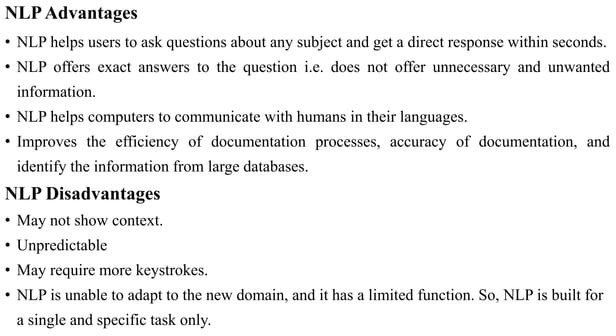 NLP Advantages
• NLP helps users to ask questions about any subject and get a direct response within seconds.
• NLP offers exact answers to the question i.e. does not offer unnecessary and unwanted
information.
• NLP helps computers to communicate with humans in their languages.
• Improves the efficiency of documentation processes, accuracy of documentation, and
identify the information from large databases.
NLP Disadvantages
• May not show context.
• Unpredictable
• May require more keystrokes.
• NLP is unable to adapt to the new domain, and it has a limited function. So, NLP is built for
a single and specific task only.